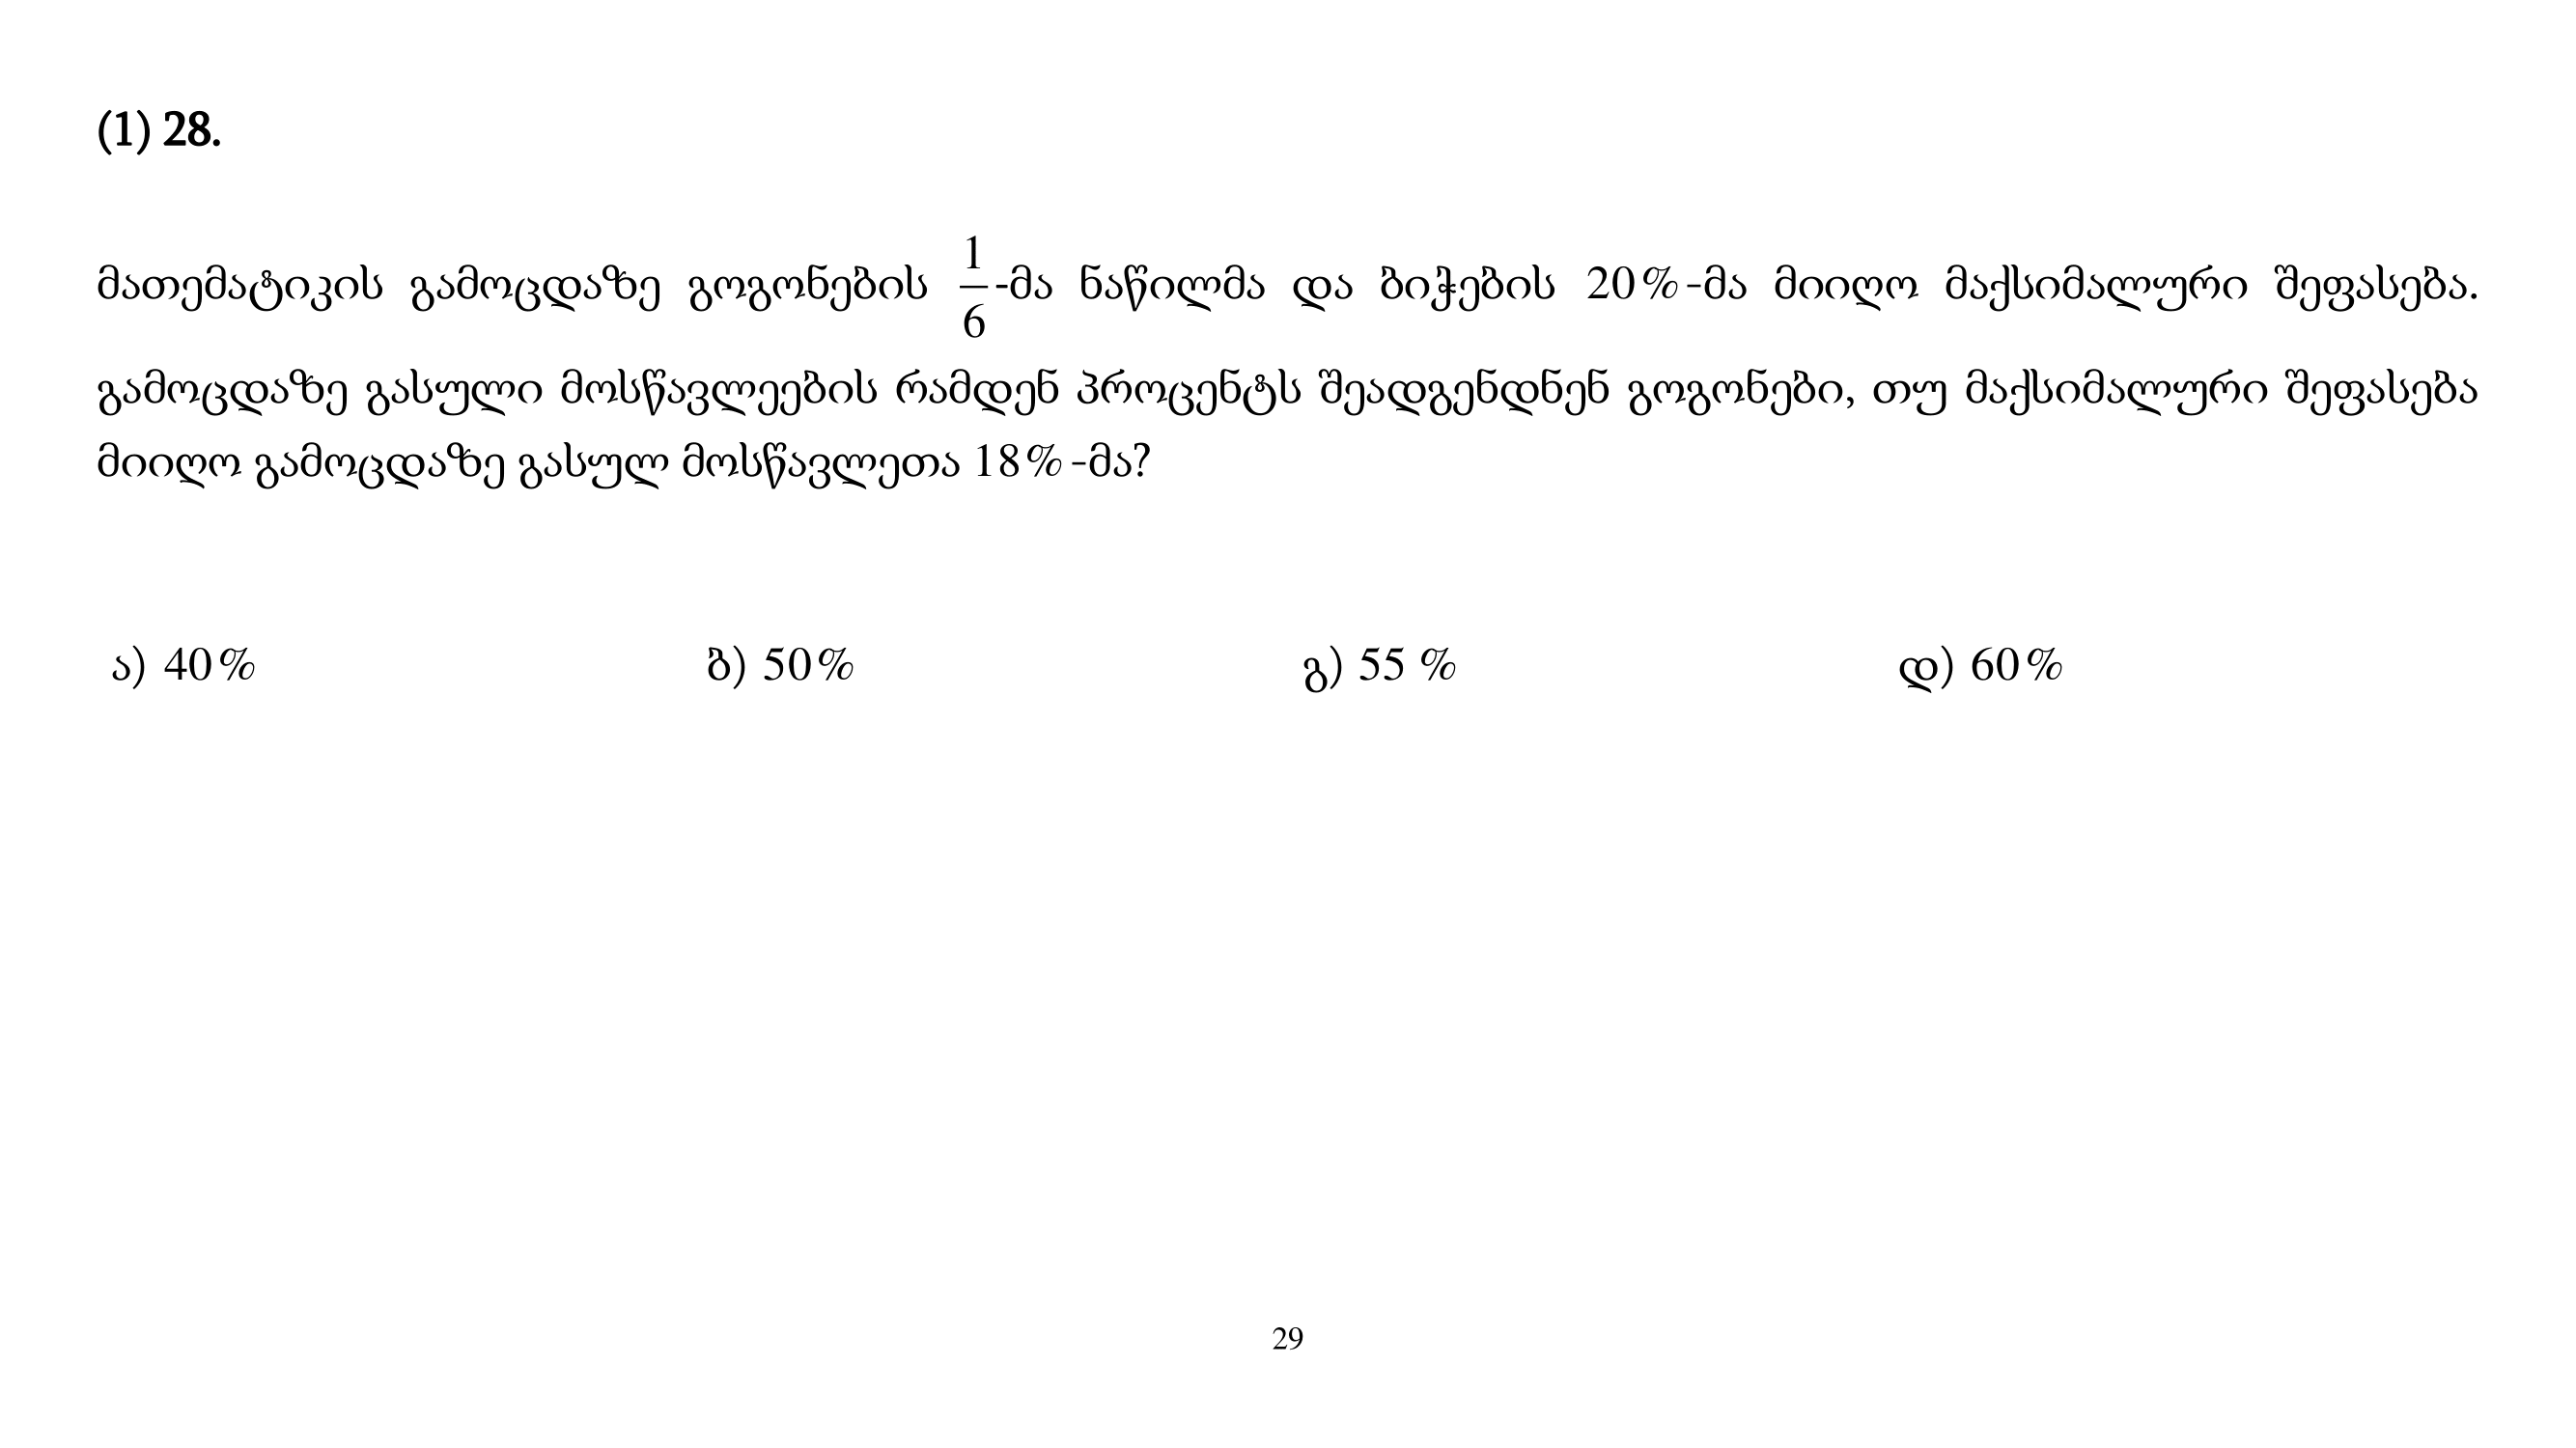 (1) 28.
მათემატიკის გამოცდაზე გოგონების 1/6-მა ნაწილმა და ბიჭების 20%-მა მიიღო მაქსიმალური შეფასება.
გამოცდაზე გასული მოსწავლეების რამდენ პროცენტს შეადგენდნენ გოგონები, თუ მაქსიმალური შეფასება
მიიღო გამოცდაზე გასულ მოსწავლეთა 18%-მა?
ა) 40% ბ) 50% გ) 55 % დ) 60%
29